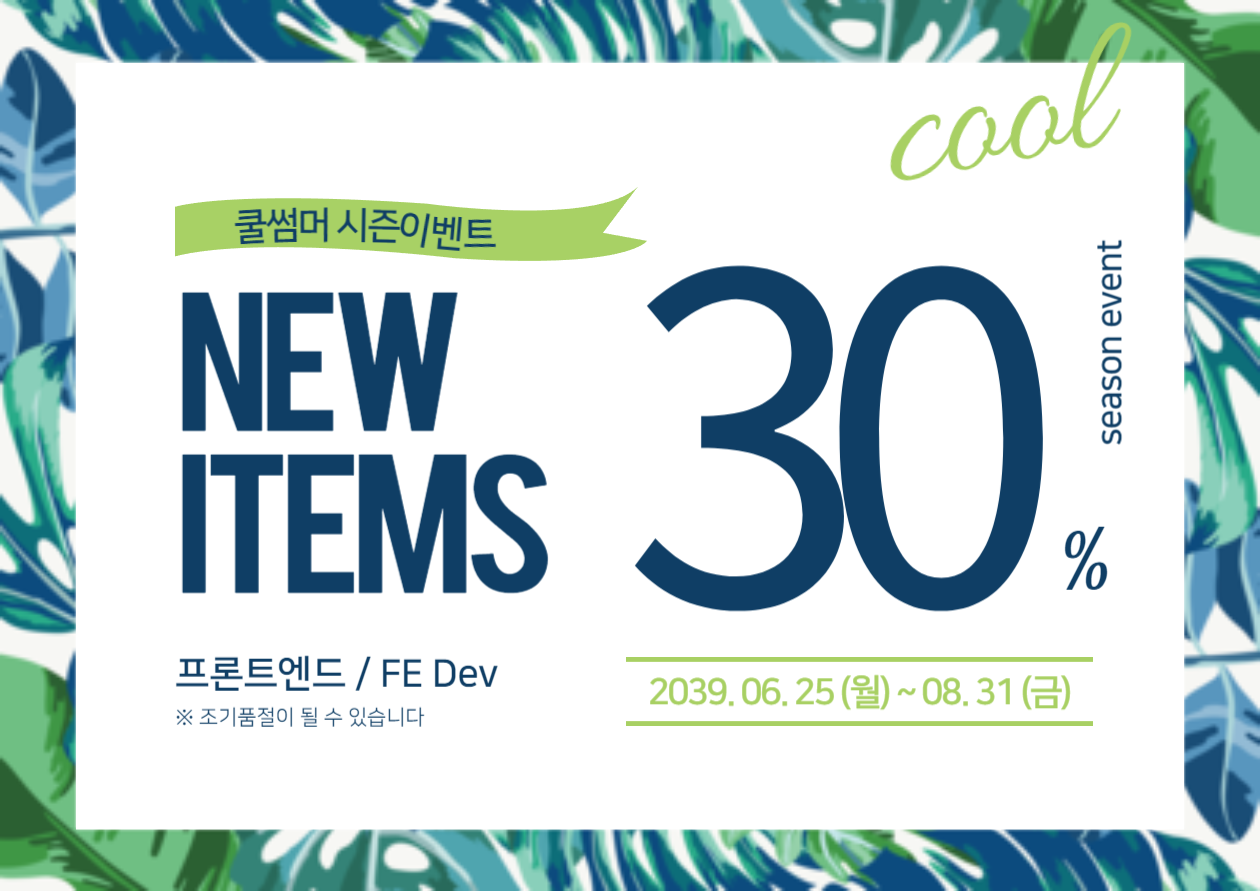 cool
쿨썸머 시즌이벤트
NEW
ITEMS
30
%
season event
프론트엔드 / FE Dev
※ 조기품절이 될 수 있습니다
2039. 06. 25 (월) ~ 08. 31 (금)